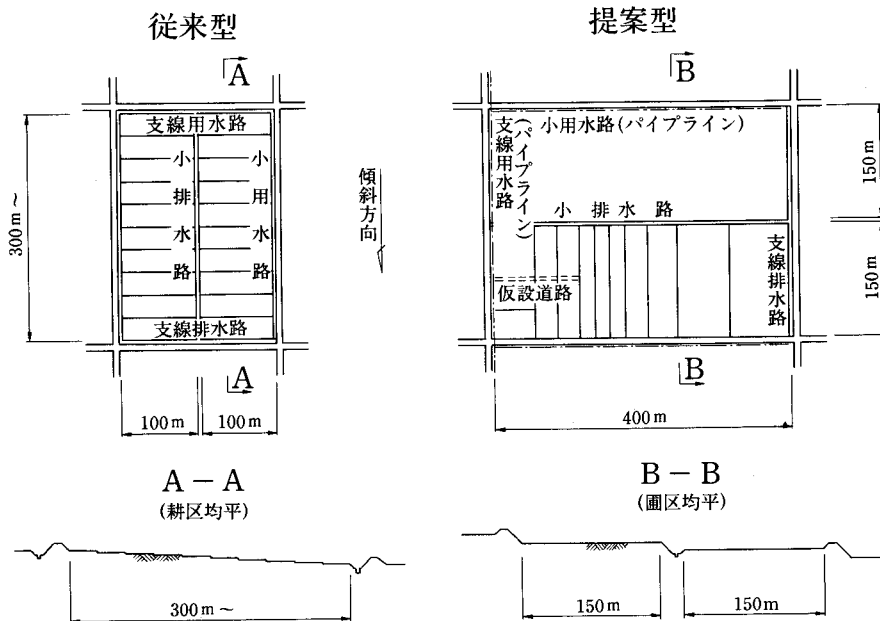 従来型
A
支線用水路
小排水路
小用水路
支線排水路
300m~
A
100m
100m
傾斜方向
提案型
B
支線用水路
(パイプライン)
小用水路(パイプライン)
小排水路
仮設道路
支線排水路
150m
150m
B
400m
A-A
(耕区均平)
300m~
B-B
(圃区均平)
150m
150m